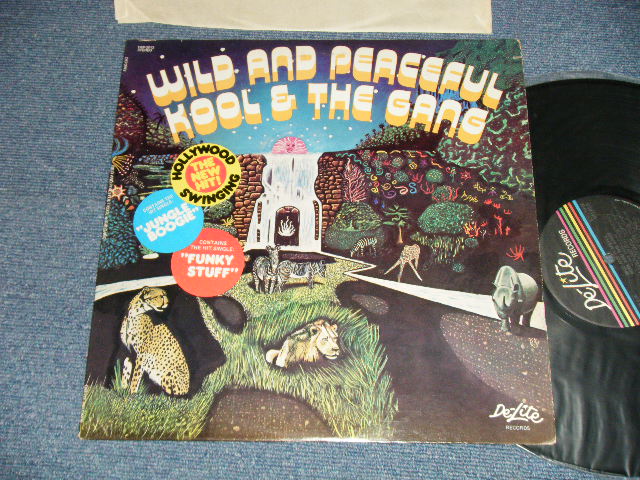 WILD AND PEACEFUL
KOOL & THE GANG
HOLLYWOOD
THE
NEW
HIT!
SWINGING
CONTAINS THE
HIT SINGLE:
"JUNGLE
BOOGIE"
CONTAINS
THE HIT SINGLE:
"FUNKY
STUFF"
De-Lite
RECORDS
De-Lite
RECORDS